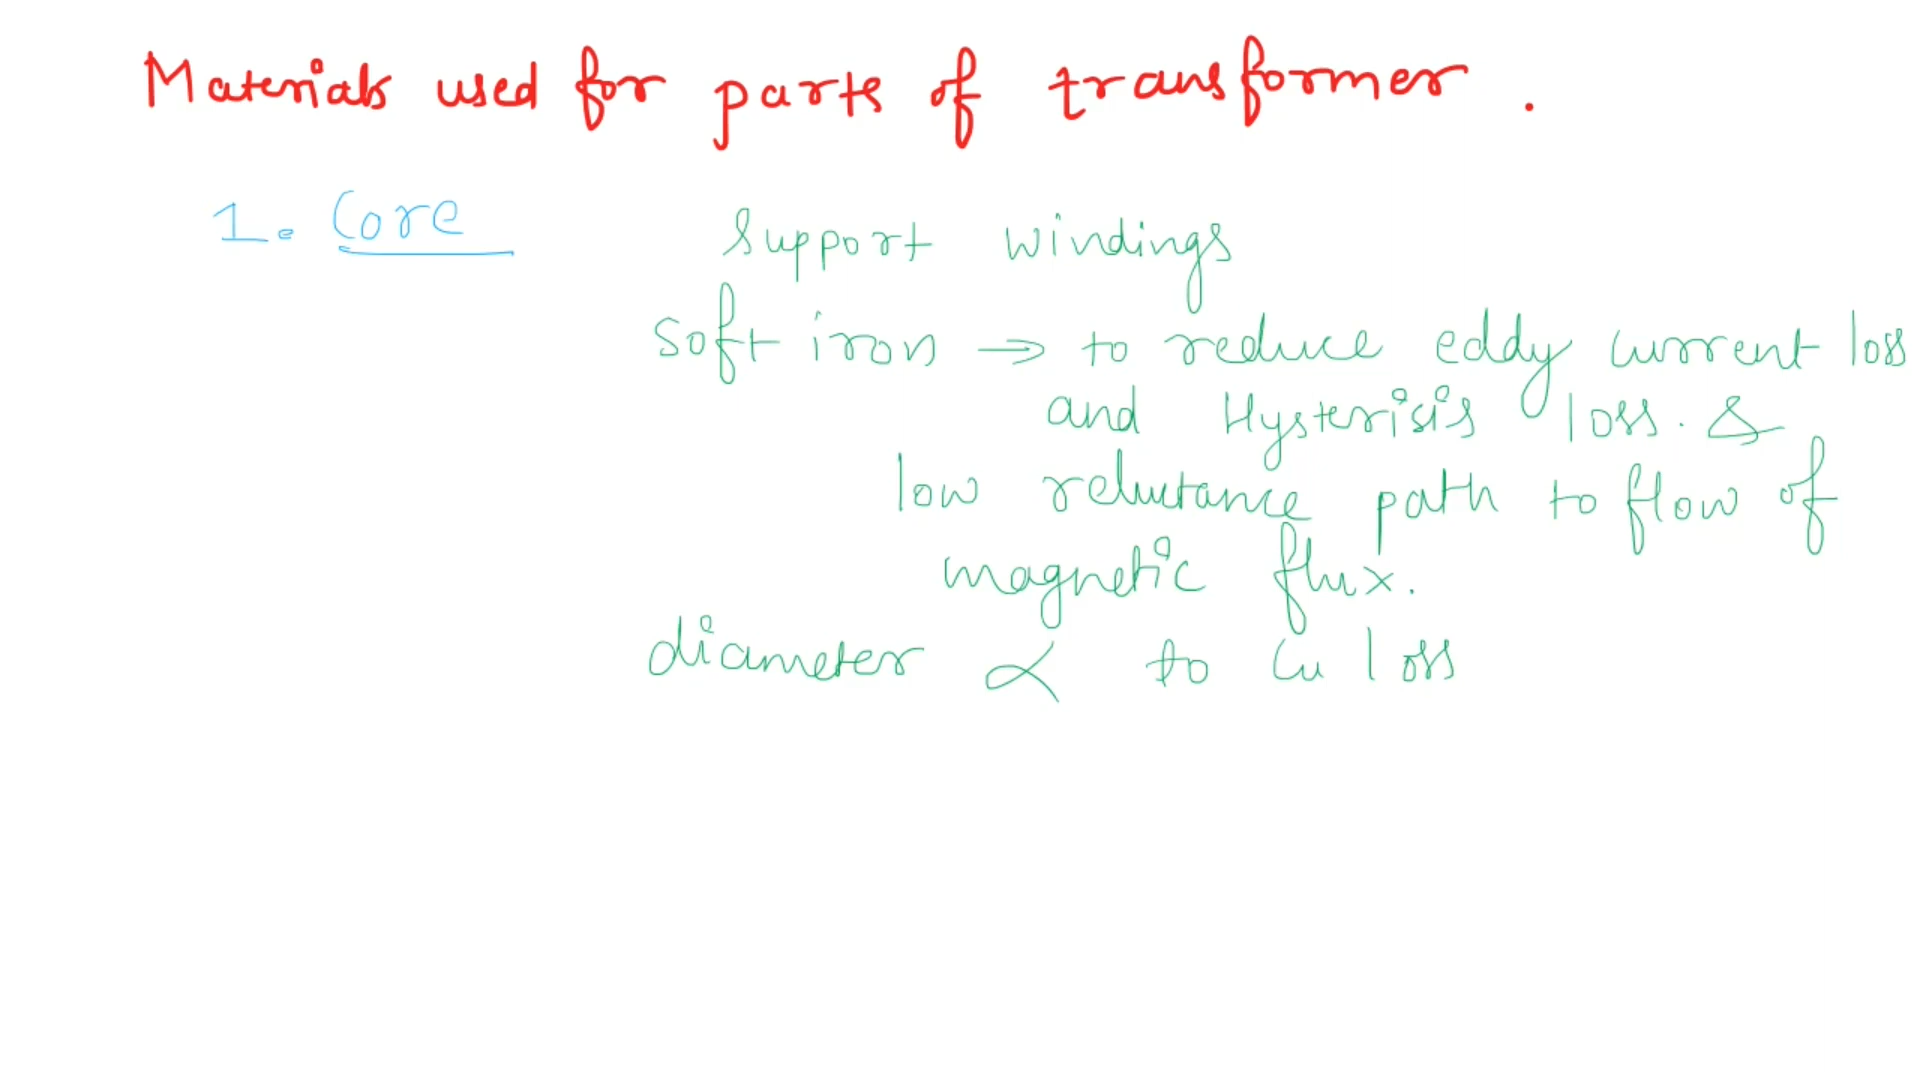 Materials used for parts of transformer.
1. Core
Support windings
soft iron → to reduce eddy current loss
and Hysterisis loss. &
low reluctance path to flow of
magnetic flux.
diameter ∝ to Cu loss